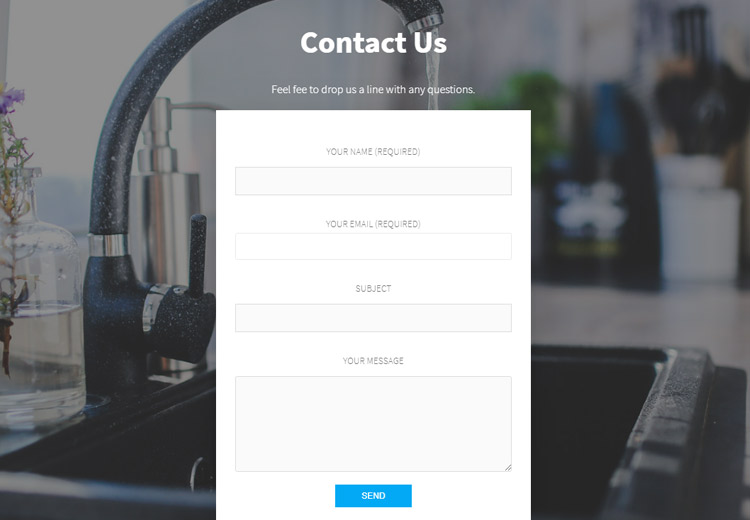 Contact Us
Feel fee to drop us a line with any questions.
YOUR NAME (REQUIRED)
YOUR EMAIL (REQUIRED)
SUBJECT
YOUR MESSAGE
SEND